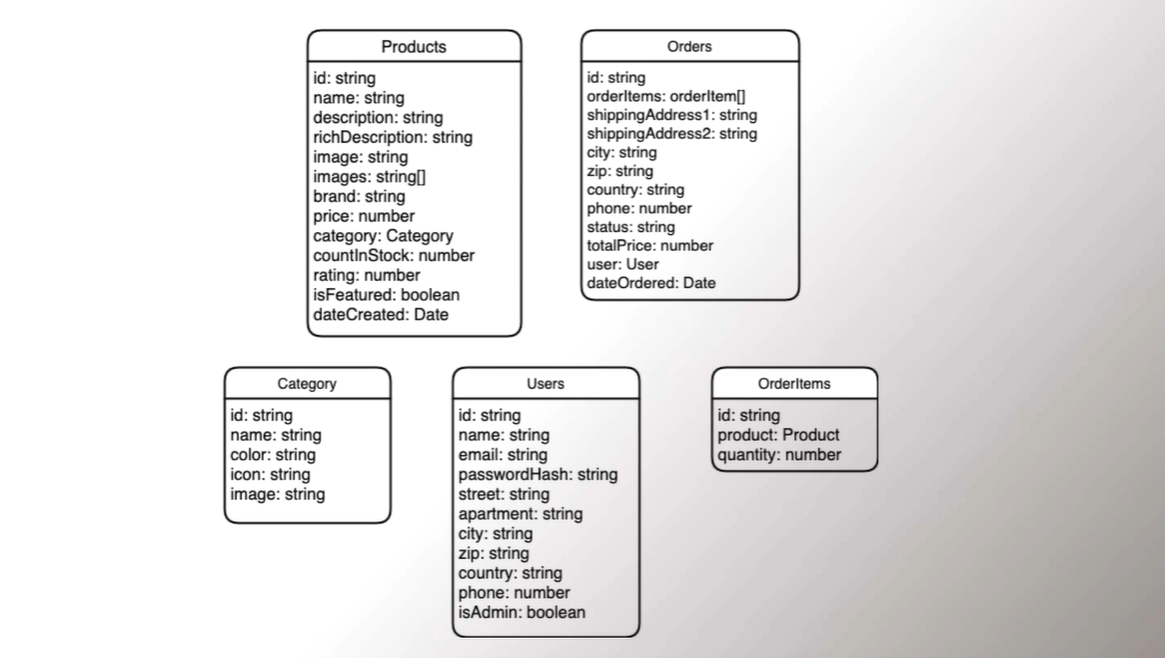 Products
id: string
name: string
description: string
richDescription: string
image: string
images: string[]
brand: string
price: number
category: Category
countInStock: number
rating: number
isFeatured: boolean
dateCreated: Date
Orders
id: string
orderItems: orderItem[]
shippingAddress1: string
shippingAddress2: string
city: string
zip: string
country: string
phone: number
status: string
totalPrice: number
user: User
dateOrdered: Date
Category
id: string
name: string
color: string
icon: string
image: string
Users
id: string
name: string
email: string
passwordHash: string
street: string
apartment: string
city: string
zip: string
country: string
phone: number
isAdmin: boolean
OrderItems
id: string
product: Product
quantity: number